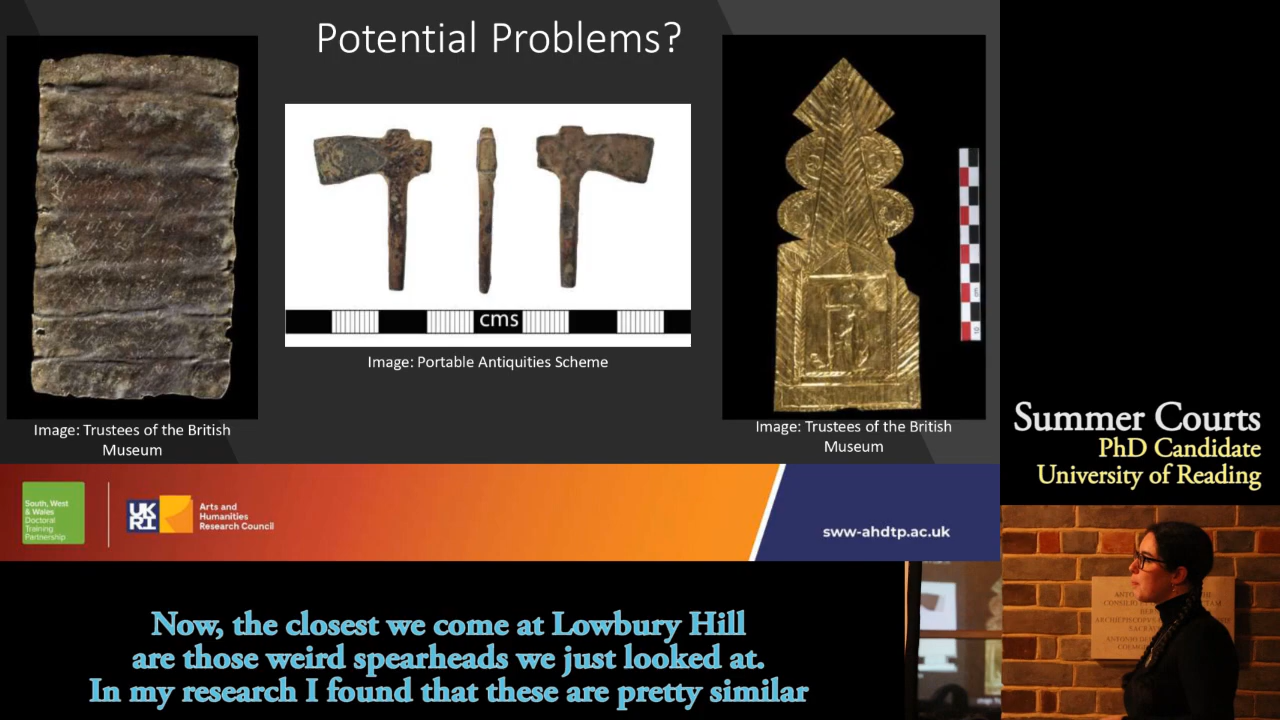 Potential Problems?
cms
Image: Portable Antiquities Scheme
Image: Trustees of the British
Museum
Image: Trustees of the British
Museum
South, West
& Wales
Doctoral
Training
Partnership
UK
RI
Arts and
Humanities
Research Council
sww-ahdtp.ac.uk
Summer Courts
PhD Candidate
University of Reading
Now, the closest we come at Lowbury Hill
are those weird spearheads we just looked at.
In my research I found that these are pretty similar